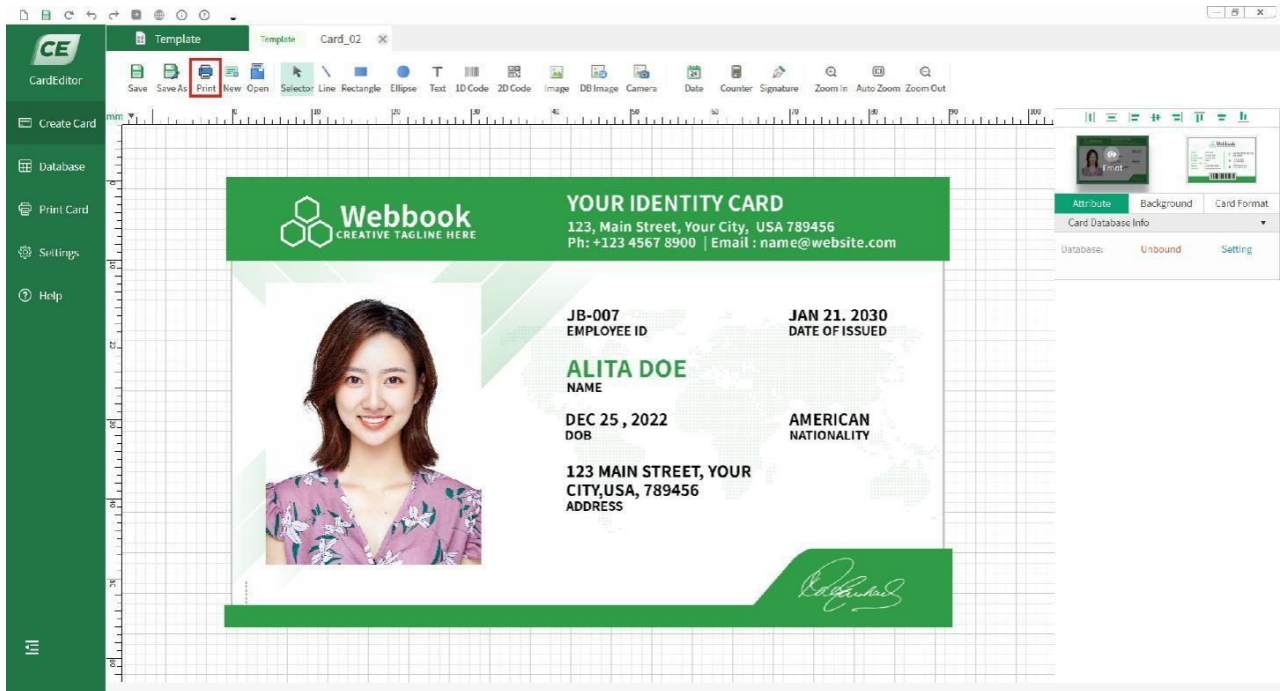 CE
CardEditor
Create Card
Database
Print Card
Settings
Help
Template
Template Card_02
Save Save As Print New Open Selector Line Rectangle Ellipse Text 1D Code 2D Code Image DB Image Camera Date Counter Signature Zoom In Auto Zoom Zoom Out
mm
Webbook
CREATIVE TAGLINE HERE
YOUR IDENTITY CARD
123, Main Street, Your City, USA 789456
Ph: +123 4567 8900 | Email : name@website.com
JB-007
EMPLOYEE ID
JAN 21. 2030
DATE OF ISSUED
ALITA DOE
NAME
DEC 25 , 2022
DOB
AMERICAN
NATIONALITY
123 MAIN STREET, YOUR
CITY,USA, 789456
ADDRESS
Front
Webbook
Attribute Background Card Format
Card Database Info
Database: Unbound Setting